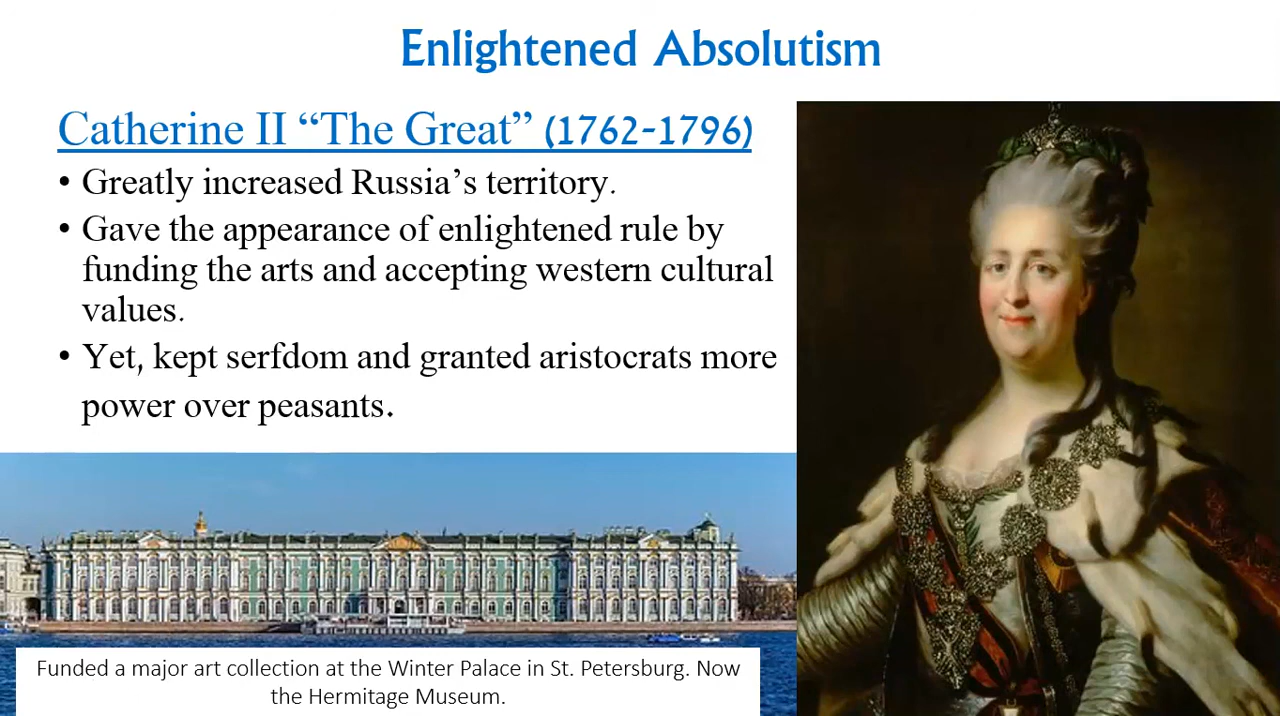 Enlightened Absolutism
Catherine II “The Great” (1762-1796)
• Greatly increased Russia’s territory.
• Gave the appearance of enlightened rule by
funding the arts and accepting western cultural
values.
• Yet, kept serfdom and granted aristocrats more
power over peasants.
Funded a major art collection at the Winter Palace in St. Petersburg. Now
the Hermitage Museum.